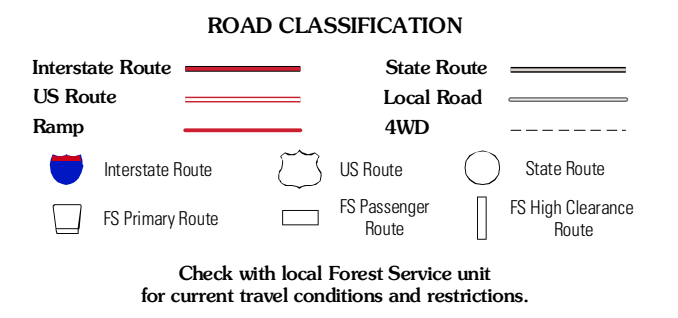 ROAD CLASSIFICATION
Interstate Route
State Route
US Route
Local Road
Ramp
4WD
Interstate Route
US Route
State Route
FS Primary Route
FS Passenger
Route
FS High Clearance
Route
Check with local Forest Service unit
for current travel conditions and restrictions.